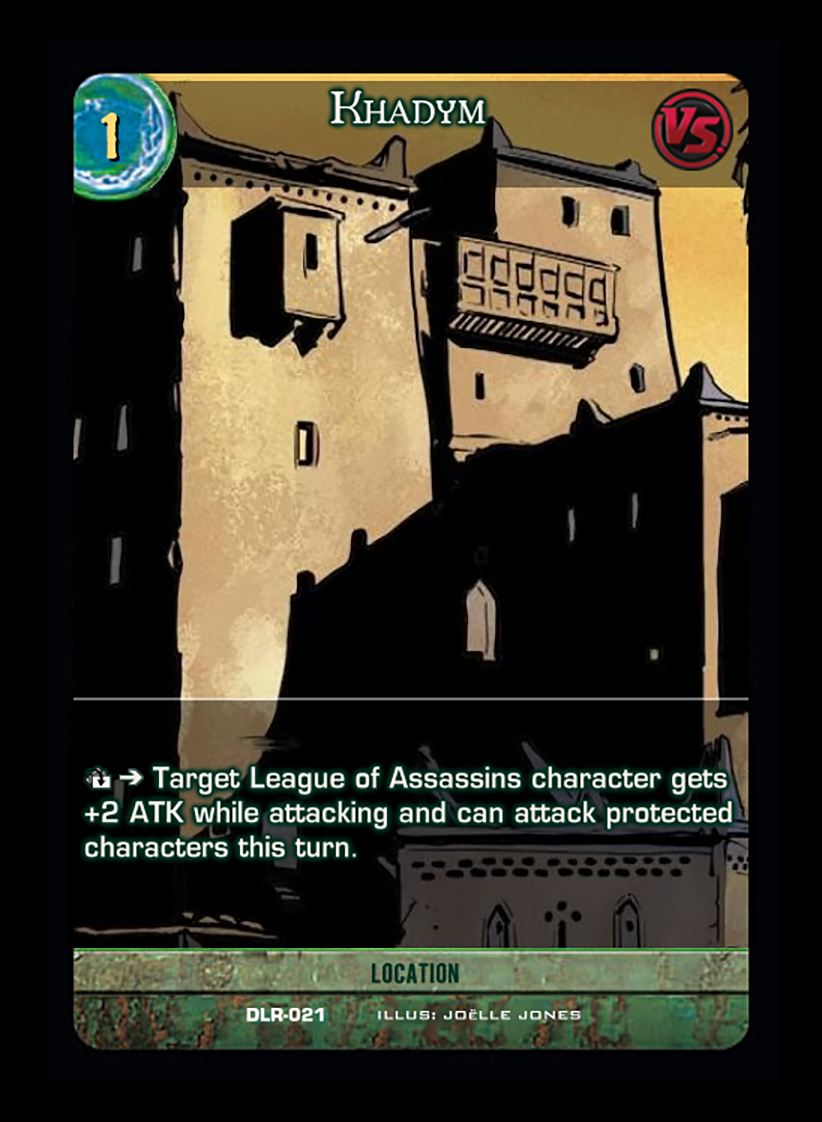 1
Khadym
VS.
➔ Target League of Assassins character gets
+2 ATK while attacking and can attack protected
characters this turn.
LOCATION
DLR-021 ILLUS: JOëLLE JONES